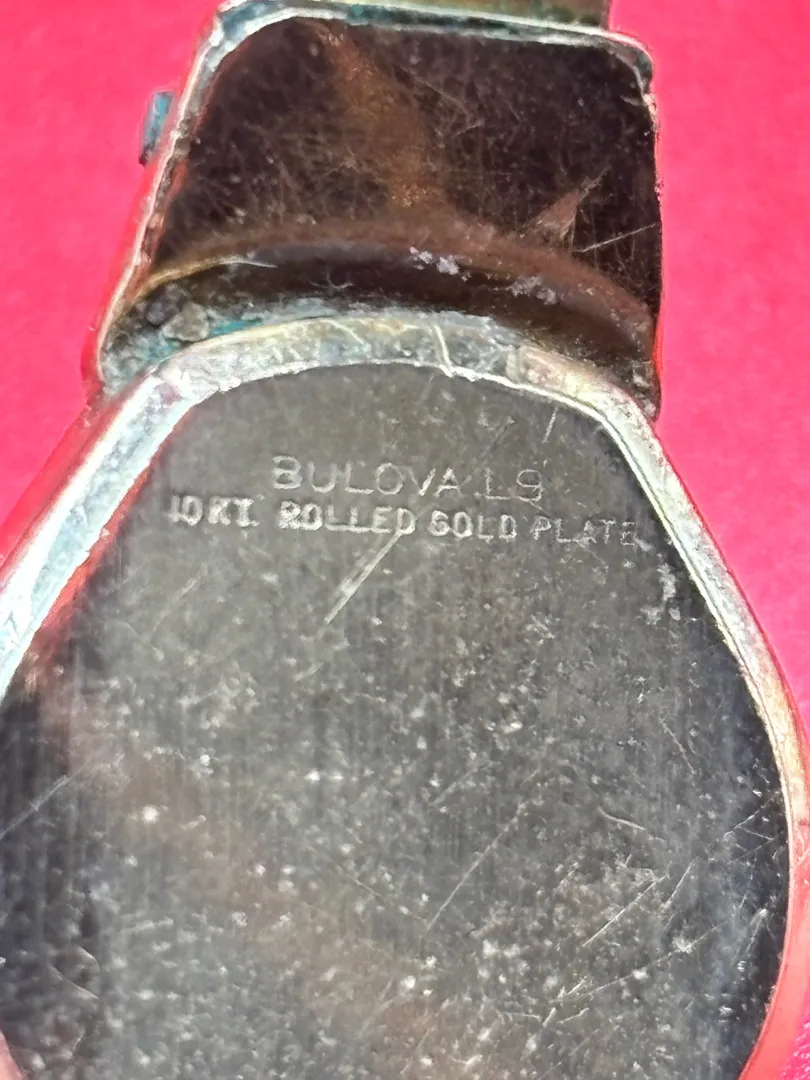 BULOVA L9
10KT. ROLLED GOLD PLATE